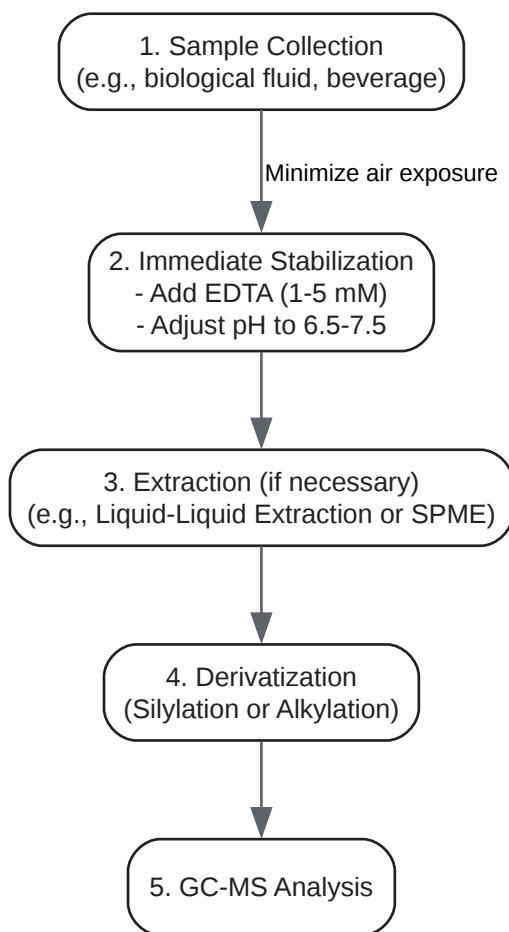 1. Sample Collection
(e.g., biological fluid, beverage)
Minimize air exposure
2. Immediate Stabilization
- Add EDTA (1-5 mM)
- Adjust pH to 6.5-7.5
3. Extraction (if necessary)
(e.g., Liquid-Liquid Extraction or SPME)
4. Derivatization
(Silylation or Alkylation)
5. GC-MS Analysis